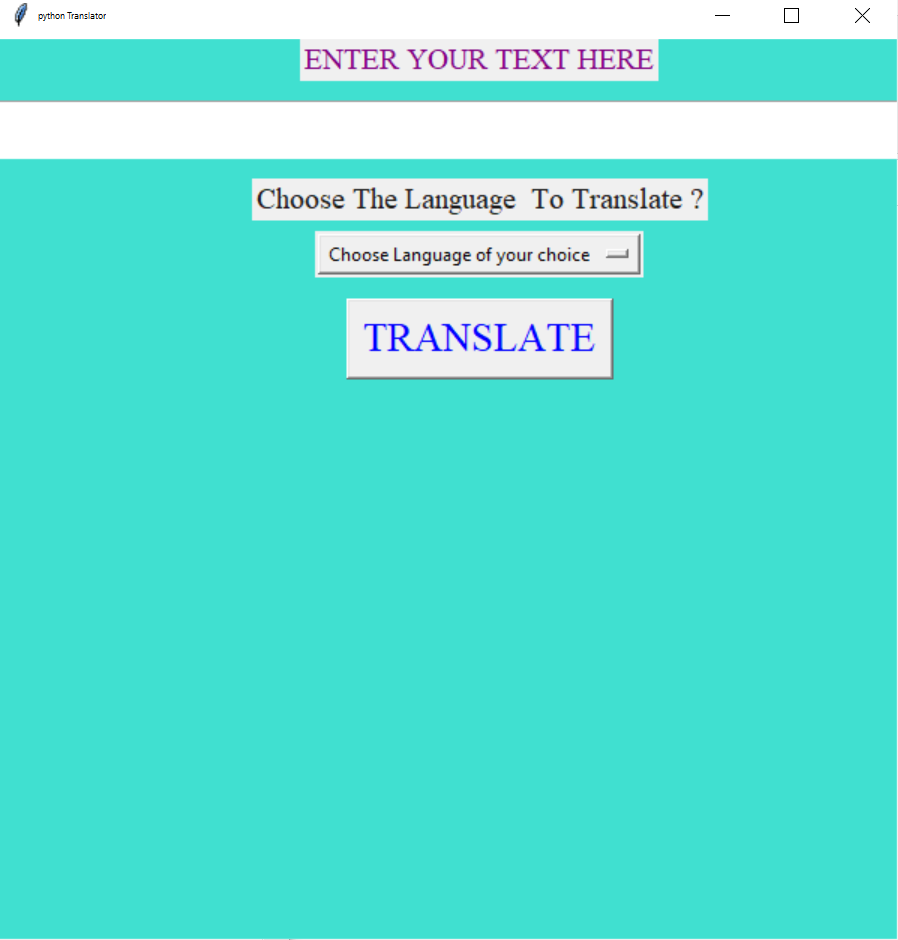 python Translator
ENTER YOUR TEXT HERE
Choose The Language  To Translate ?
Choose Language of your choice
TRANSLATE